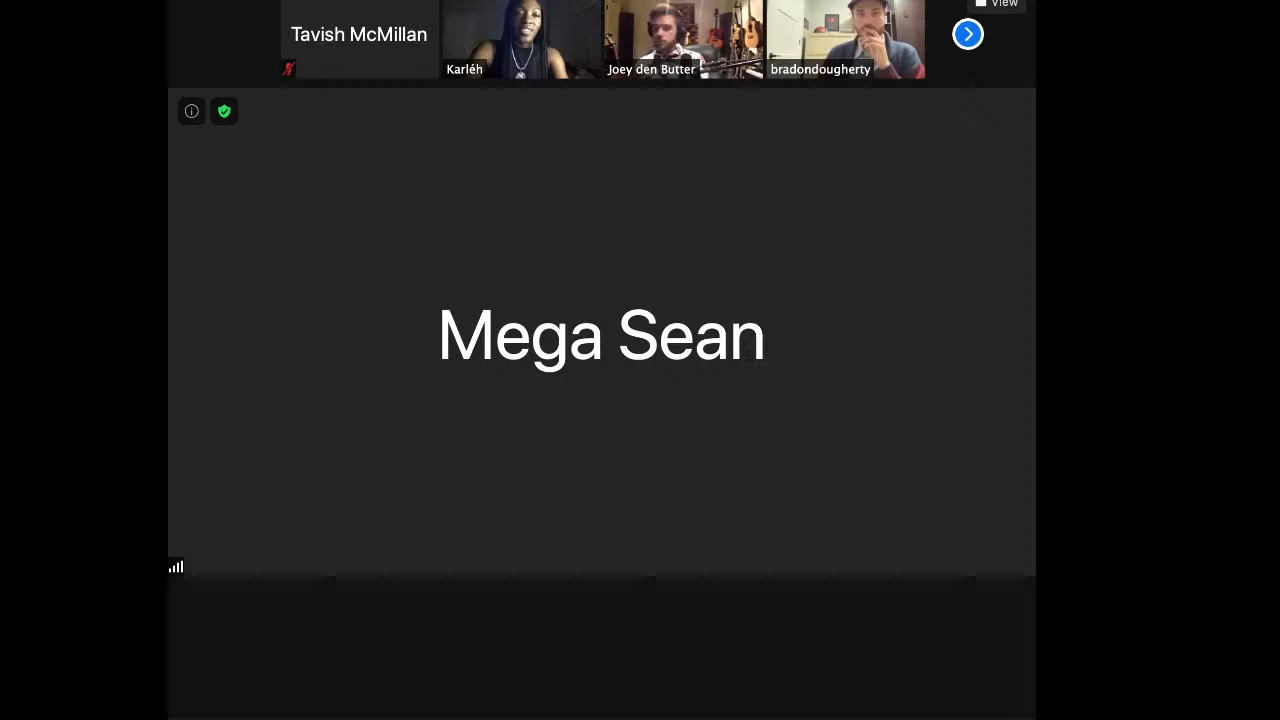 View
Tavish McMillan
Karléh
Joey den Butter
bradondougherty
Mega Sean